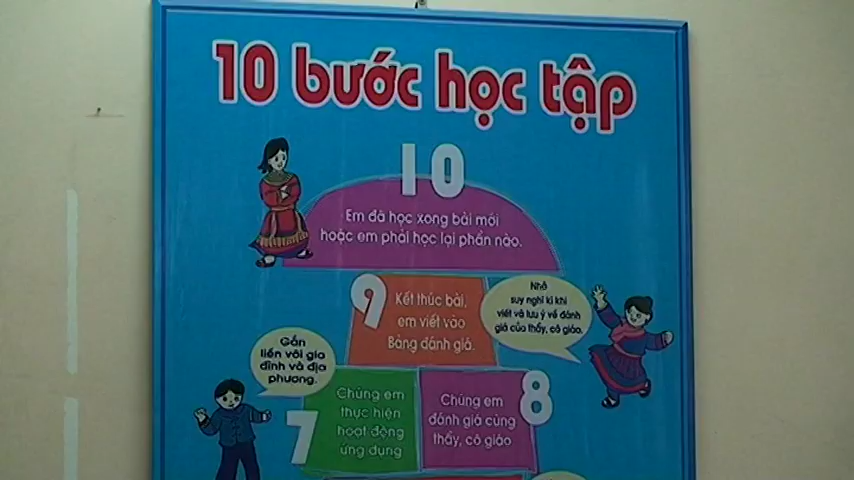 10 bước học tập
10
Em đã học xong bài mới
hoặc em phải học lại phần nào.
9
Kết thúc bài,
em viết vào
Bảng đánh giá.
Nhớ
suy nghĩ kĩ khi
viết và lưu ý về đánh
giá của thầy, cô giáo.
Gắn
liền với gia
đình và địa
phương.
7
Chúng em
thực hiện
hoạt động
ứng dụng
8
Chúng em
đánh giá cùng
thầy, cô giáo